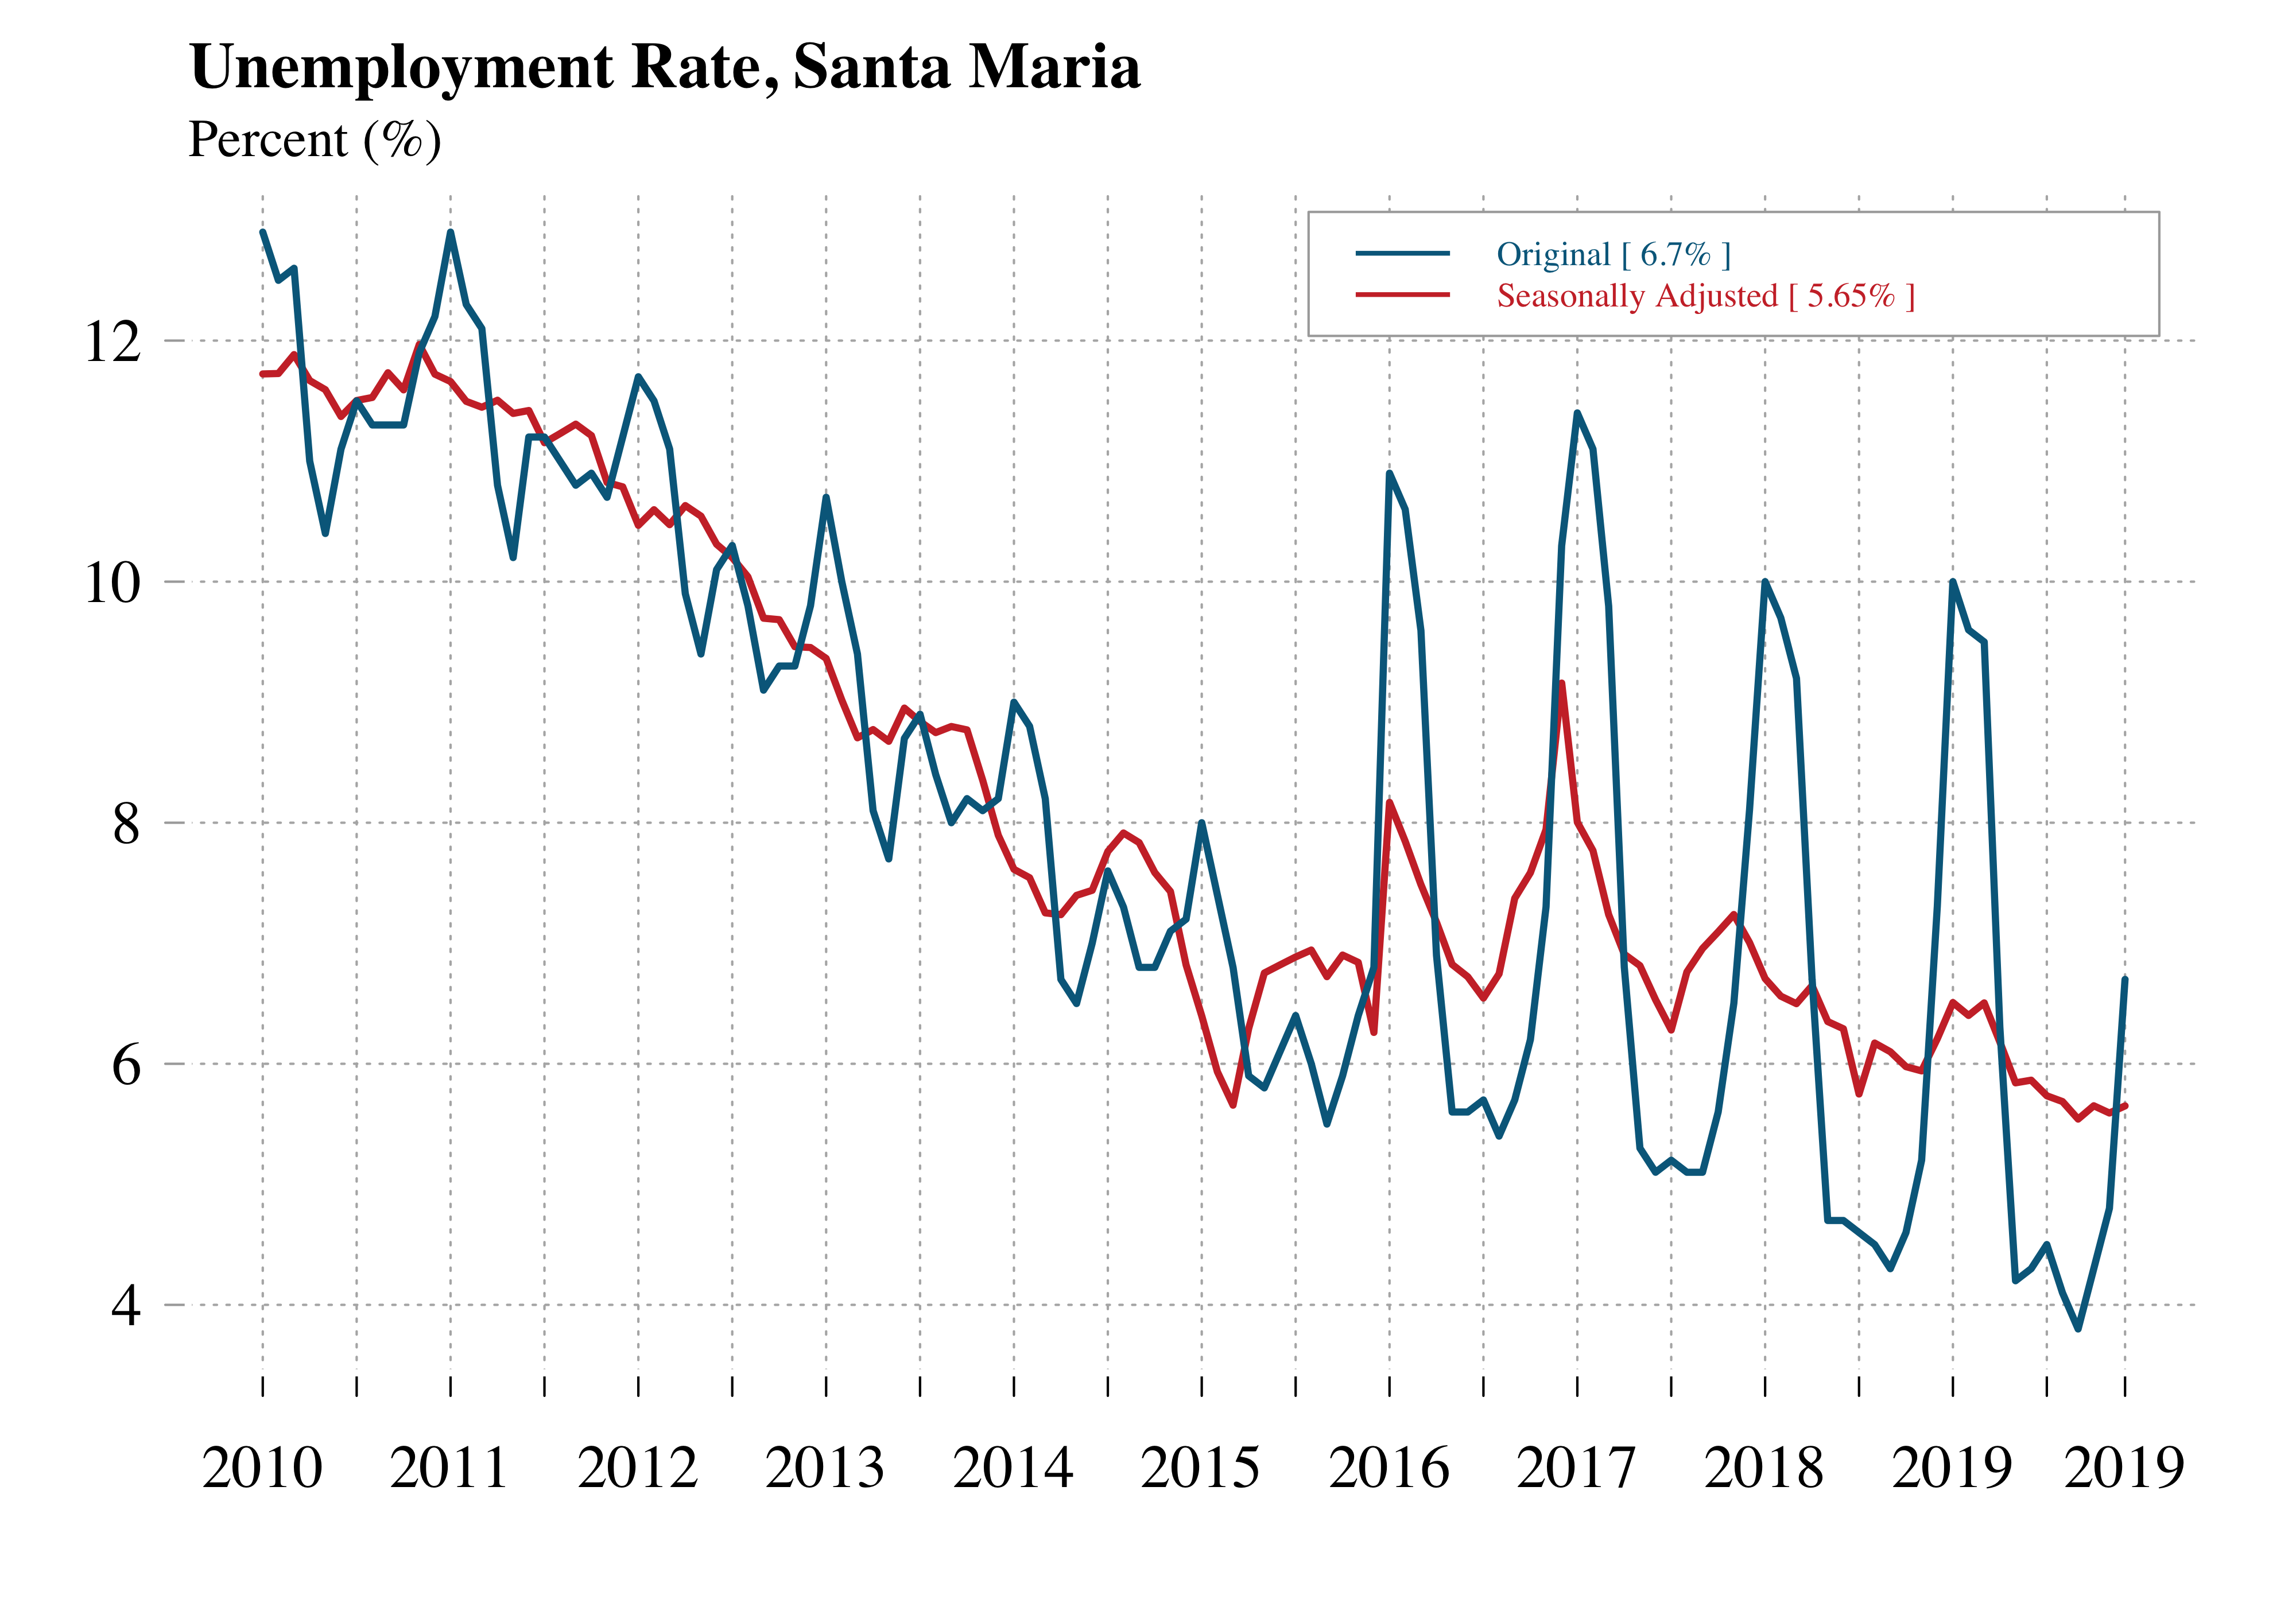 Unemployment Rate, Santa Maria
Percent (%)
Original [ 6.7% ]
Seasonally Adjusted [ 5.65% ]
12
10
8
6
4
2010 2011 2012 2013 2014 2015 2016 2017 2018 2019 2019